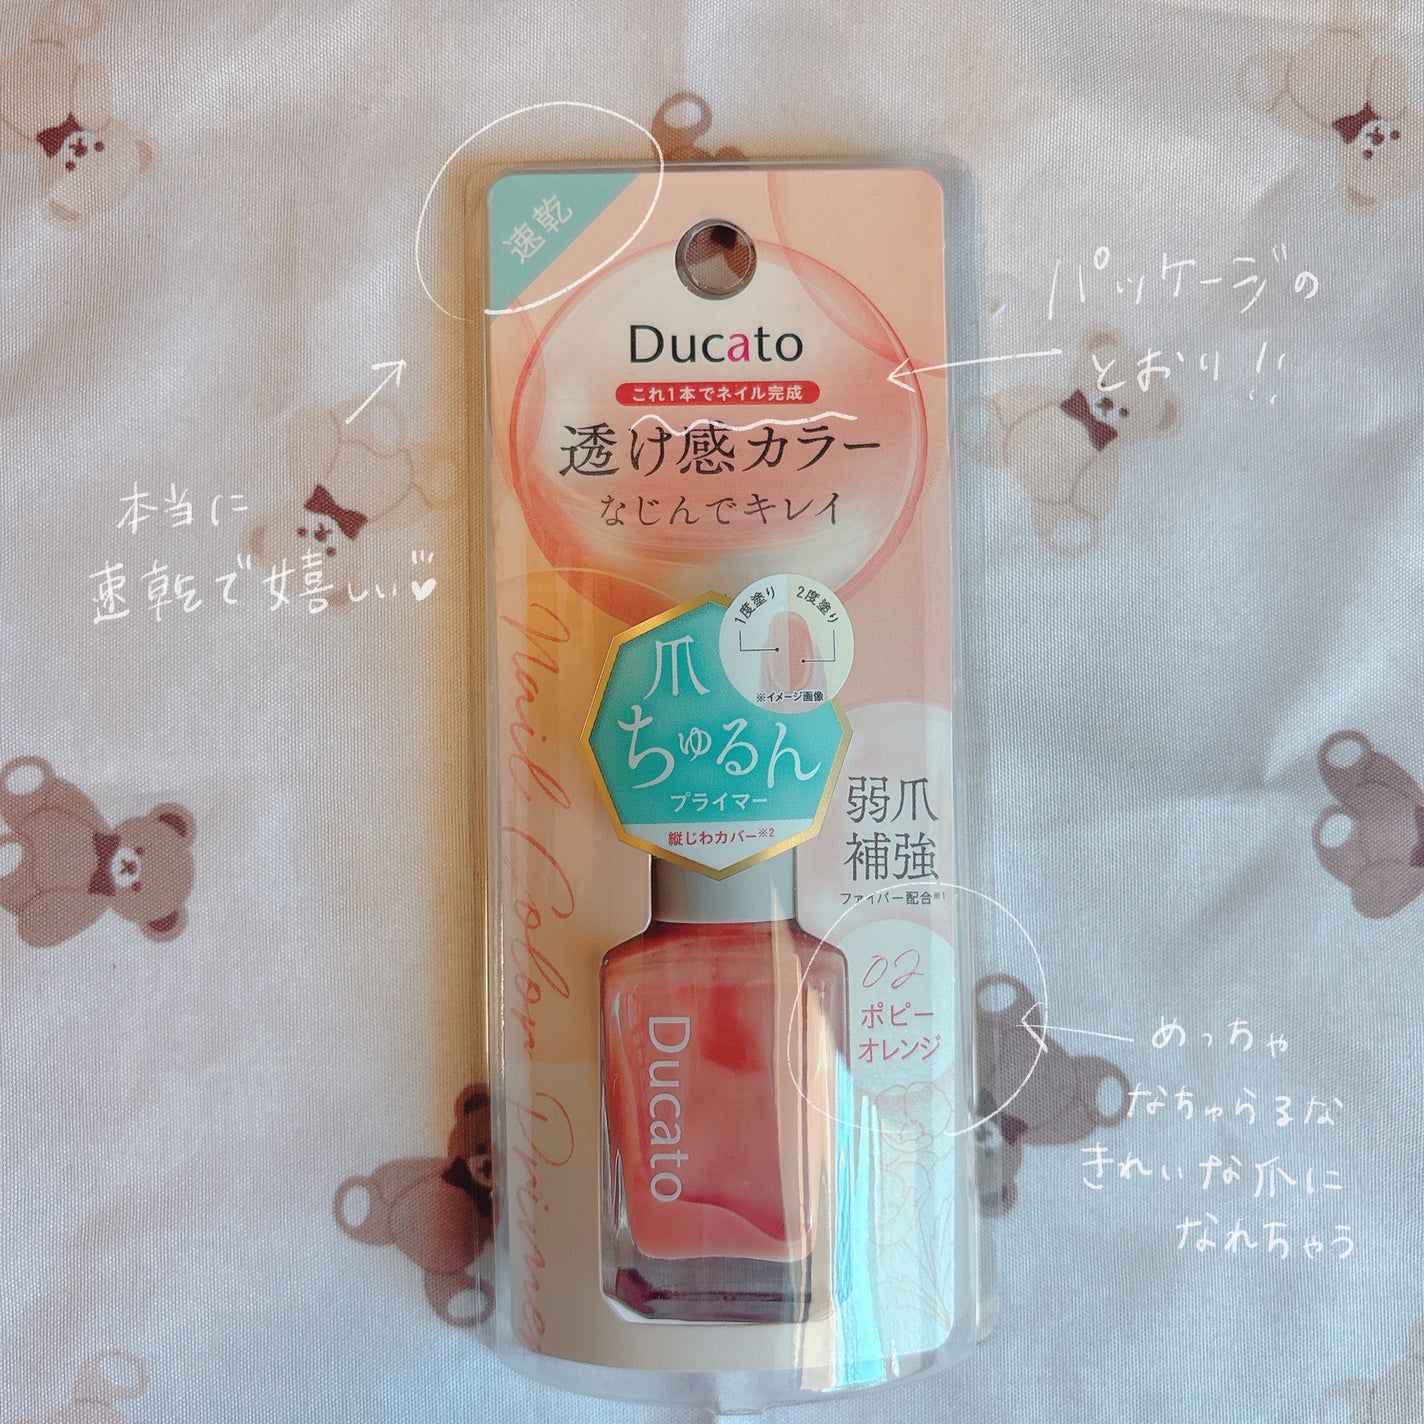 速乾
Ducato
これ1本でネイル完成
透け感カラー
なじんでキレイ
パッケージの
とおり!!
本当に
速乾で嬉しい
1度塗り 2度塗り
※イメージ画像
爪
ちゅるん
プライマー
縦じわカバー※2
弱爪
補強
ファイバー配合※1
02
ポピー
オレンジ
Nail Color Primer
Ducato
めっちゃ
なちゅらるな
きれいな爪に
なれちゃう